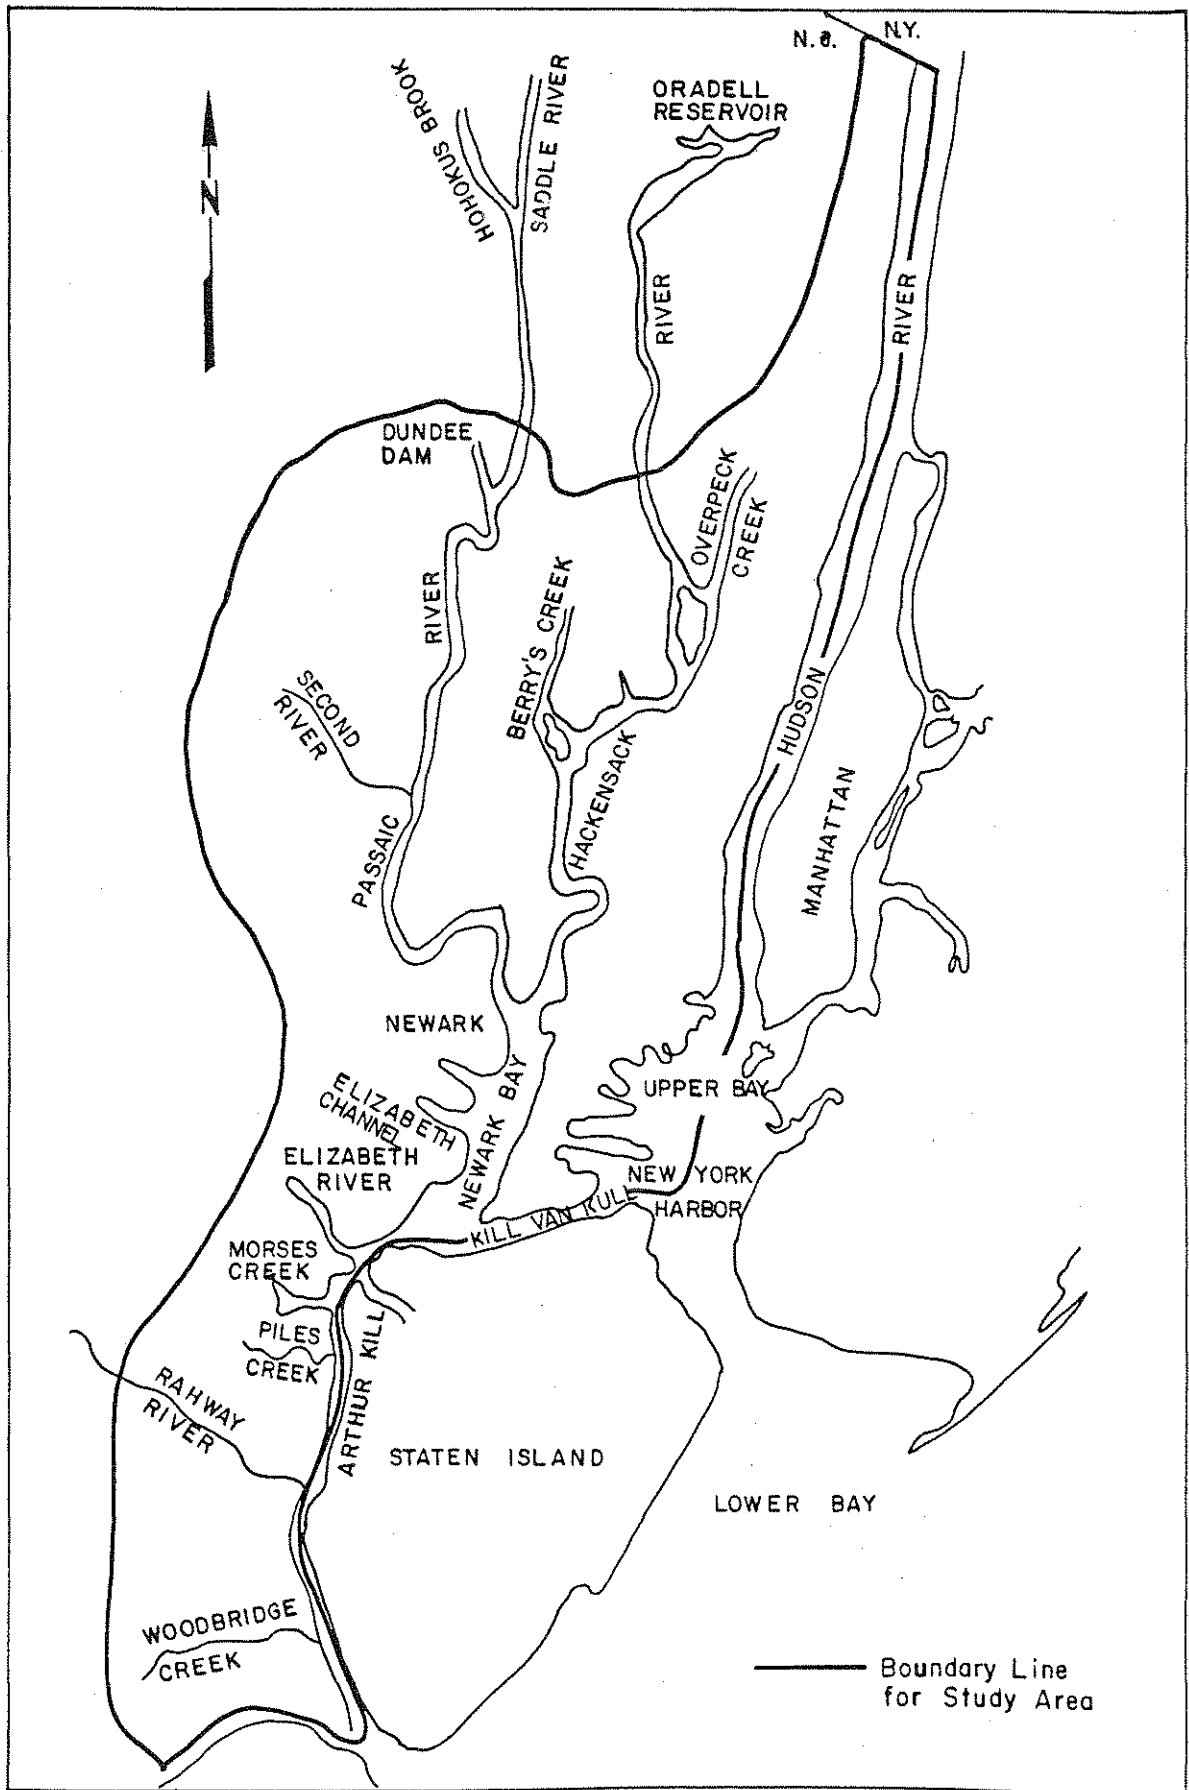 N.J.
N.Y.
HOHOKUS BROOK
SADDLE RIVER
ORADELL
RESERVOIR
N
RIVER
RIVER
DUNDEE
DAM
OVERPECK
CREEK
RIVER
BERRY'S CREEK
SECOND
RIVER
HUDSON
HACKENSACK
MANHATTAN
PASSAIC
NEWARK
UPPER BAY
ELIZABETH
CHANNEL
NEWARK BAY
ELIZABETH
RIVER
NEW YORK
HARBOR
KILL VAN KULL
MORSES
CREEK
PILES
CREEK
ARTHUR KILL
RAHWAY
RIVER
STATEN ISLAND
LOWER BAY
WOODBRIDGE
CREEK
Boundary Line
for Study Area